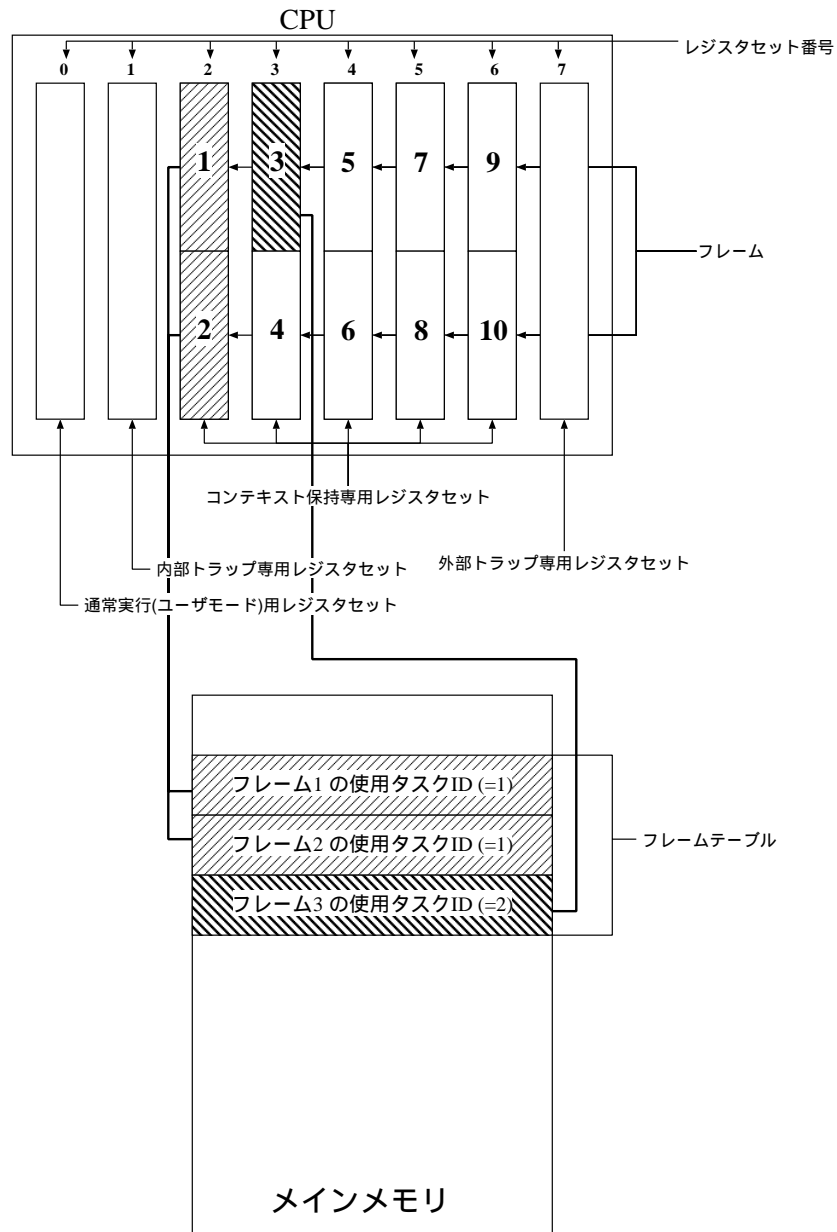 CPU
レジスタセット番号
0 1 2 3 4 5 6 7
1 3 5 7 9
フレーム
2 4 6 8 10
コンテキスト保持専用レジスタセット
外部トラップ専用レジスタセット
内部トラップ専用レジスタセット
通常実行(ユーザモード)用レジスタセット
フレーム1 の使用タスクID (=1)
フレーム2 の使用タスクID (=1)
フレームテーブル
フレーム3 の使用タスクID (=2)
メインメモリ